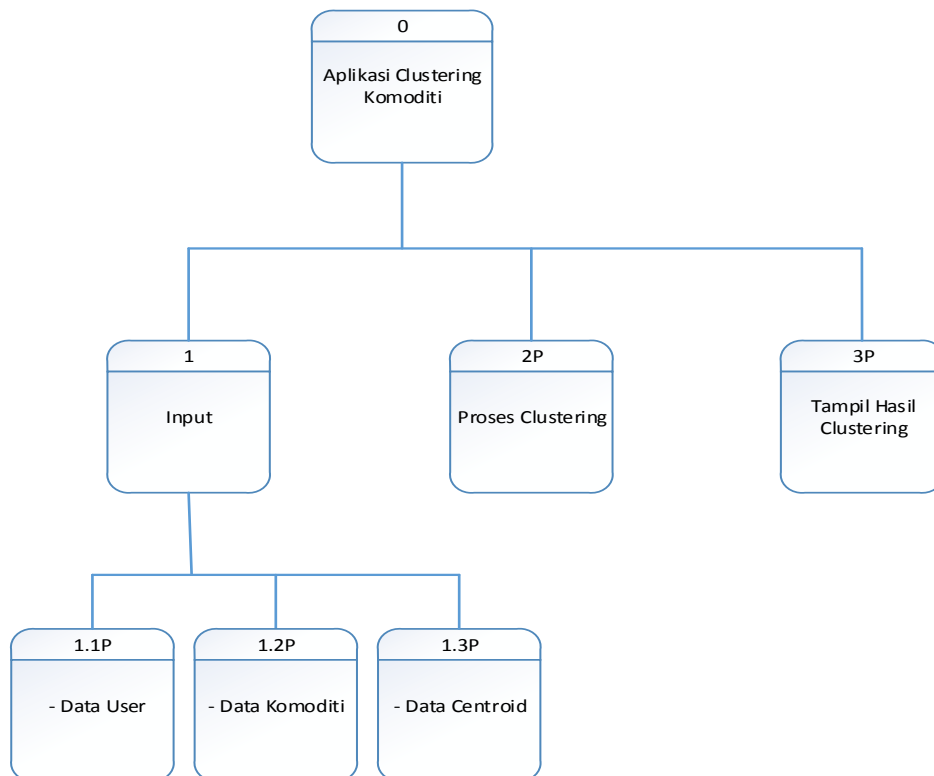 0
Aplikasi Clustering
Komoditi
1
Input
2P
Proses Clustering
3P
Tampil Hasil
Clustering
1.1P
- Data User
1.2P
- Data Komoditi
1.3P
- Data Centroid